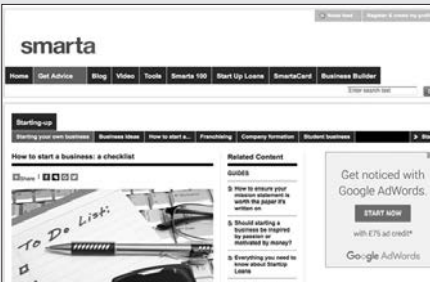 Register & create my profile
smarta
Home Get Advice Blog Video Tools Smarta 100 Start Up Loans SmartaCard Business Builder
Enter search text
Starting-up
Starting your own business Business ideas How to start a... Franchising Company formation Student business
How to start a business: a checklist
Share
To Do List:
Related Content
GUIDES
How to ensure your
mission statement is
worth the paper it's
written on
Should starting a
business be inspired
by passion or
motivated by money?
Everything you need to
know about StartUp
Loans
Get noticed with
Google AdWords.
START NOW
with £75 ad credit*
Google AdWords